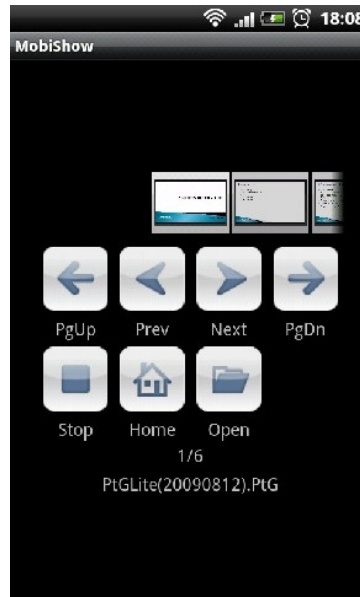 18:08
MobiShow
PgUp Prev Next PgDn
Stop Home Open
1/6
PtGLite(20090812).PtG